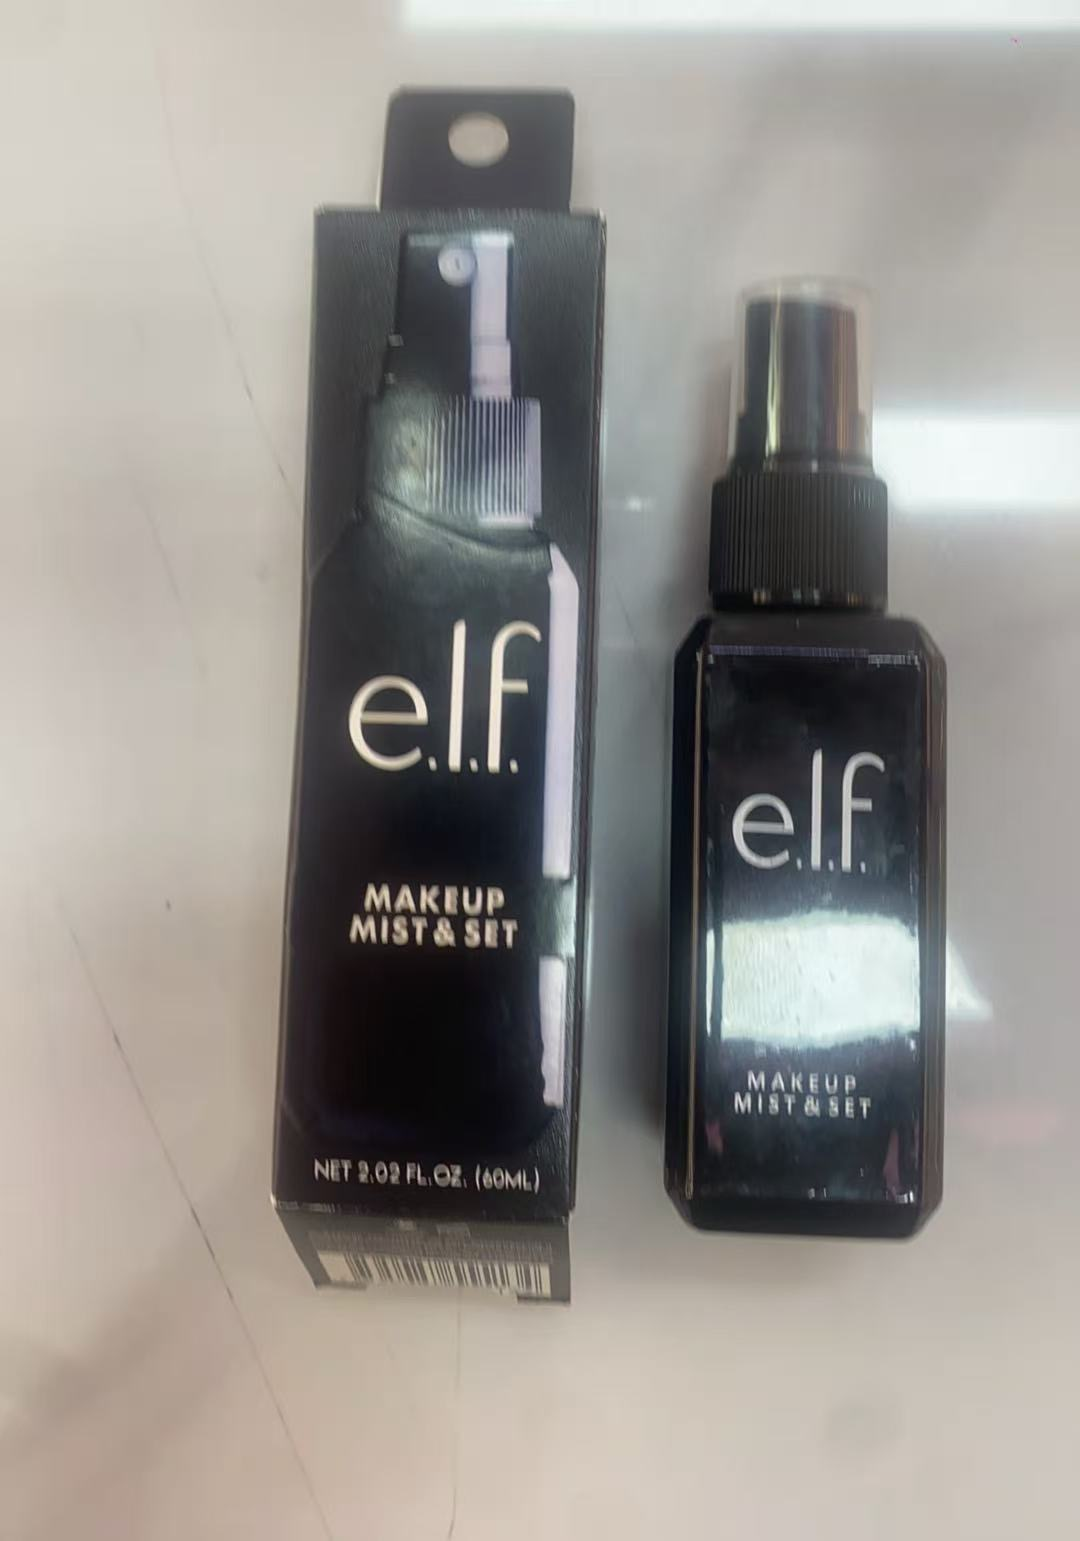 e.l.f.
MAKEUP
MIST & SET
NET 2.02 FL. OZ. (60ML)
e.l.f.
MAKEUP
MIST & SET